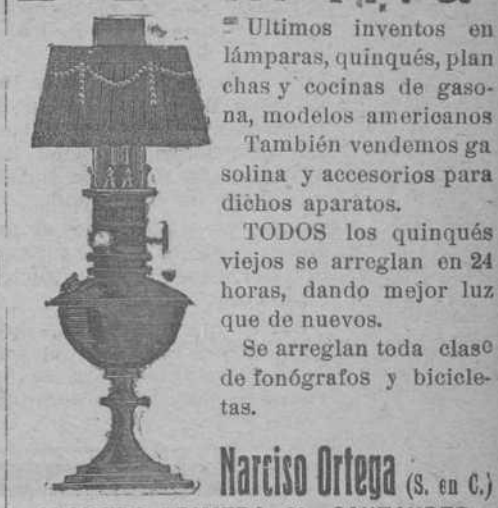 Ultimos inventos en
lámparas, quinqués, plan
chas y cocinas de gaso-
na, modelos americanos
También vendemos ga
solina y accesorios para
dichos aparatos.
TODOS los quinqués
viejos se arreglan en 24
horas, dando mejor luz
que de nuevos.
Se arreglan toda clase
de fonógrafos y bicicle-
tas.
Narciso Ortega (S. en C.)